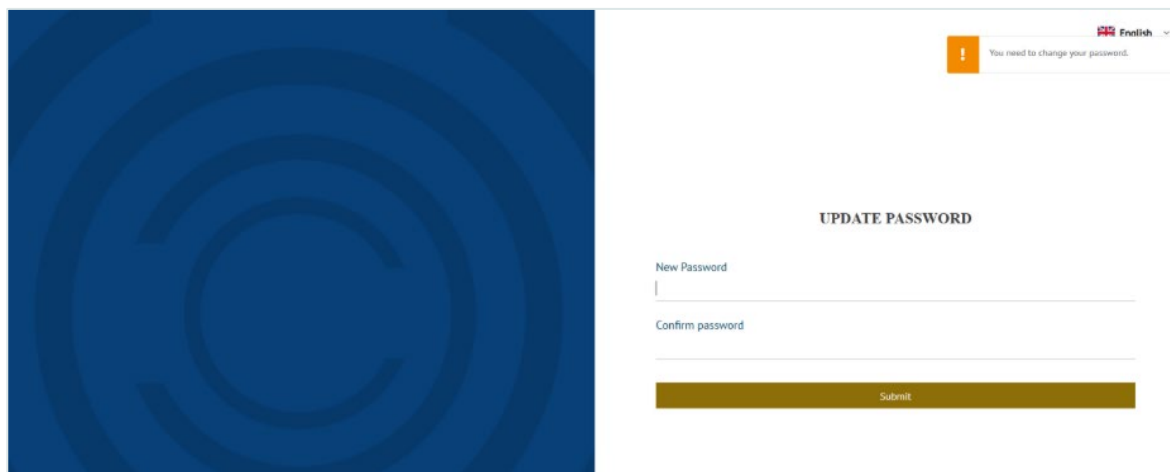 English
You need to change your password.
UPDATE PASSWORD
New Password
Confirm password
Submit